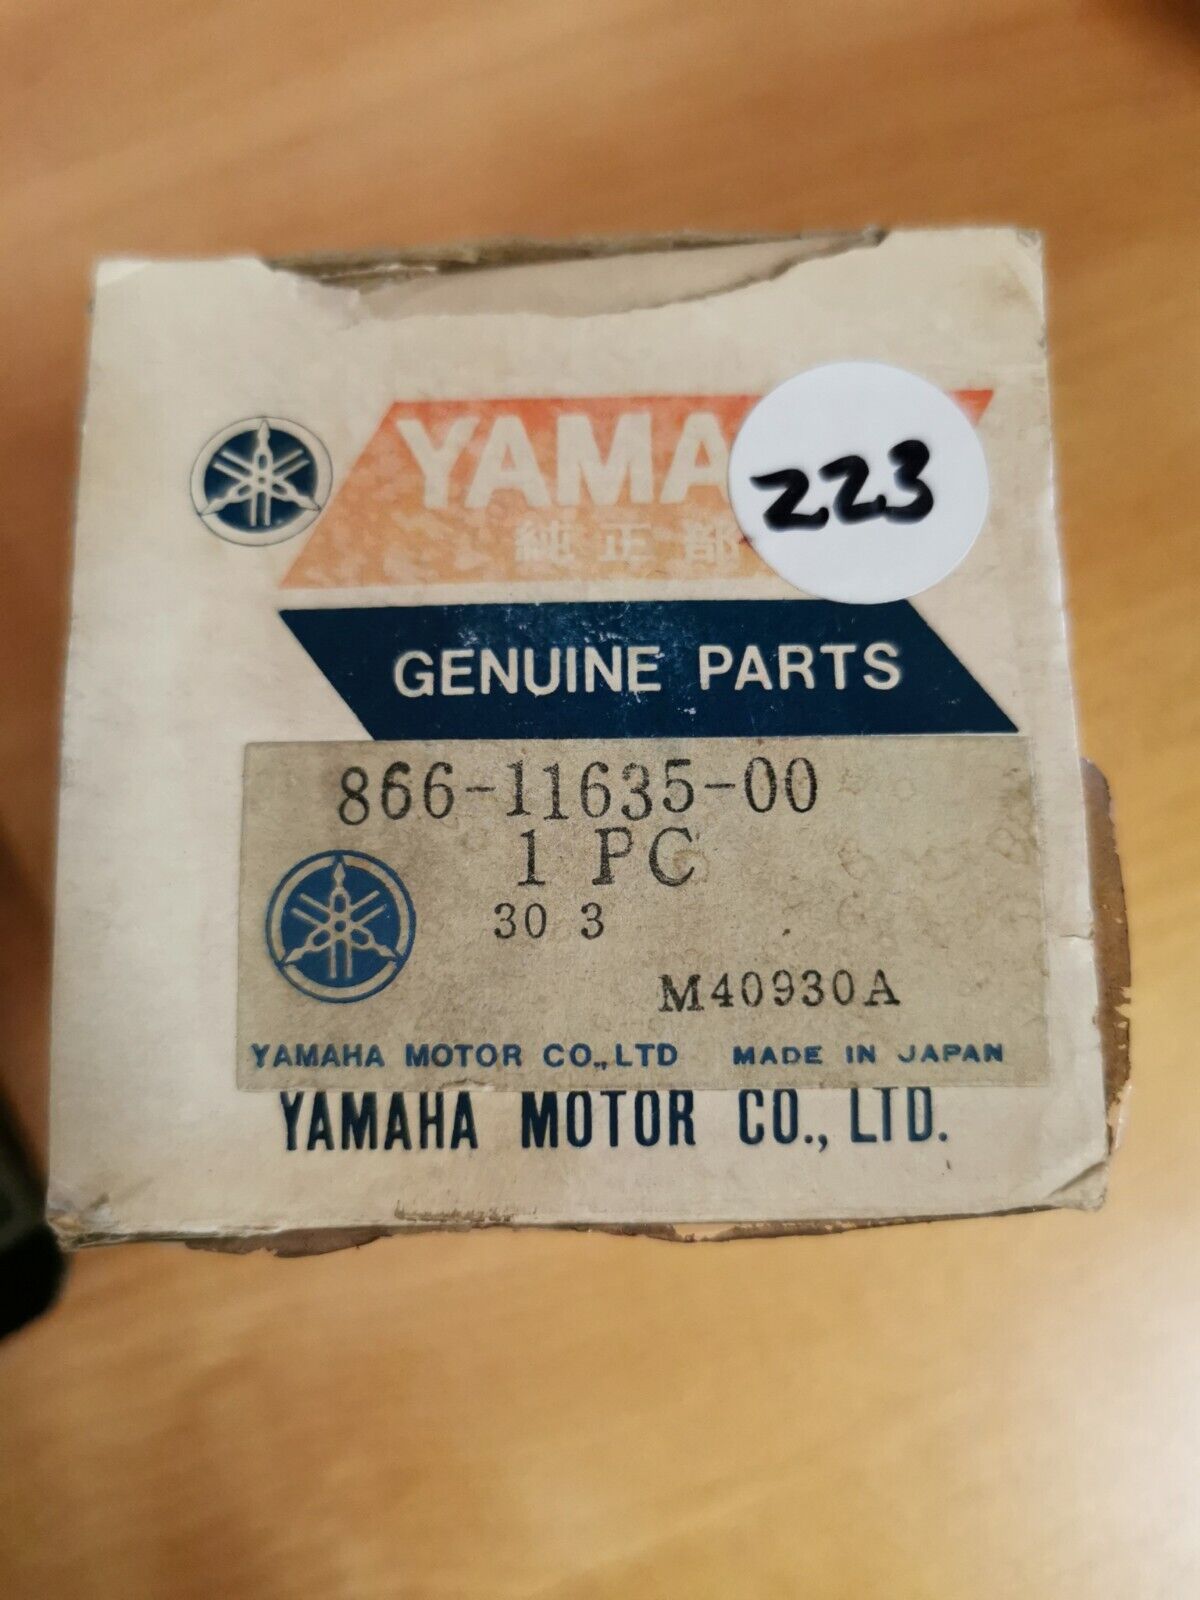 YAMA
223
純正部
GENUINE PARTS
866-11635-00
1 PC
30 3
M40930A
YAMAHA MOTOR CO.,LTD MADE IN JAPAN
YAMAHA MOTOR CO., LTD.